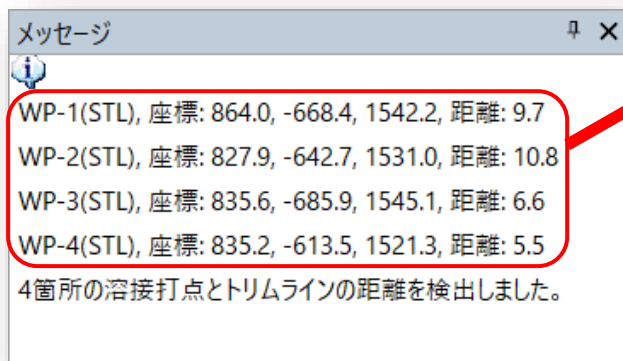 メッセージ
WP-1(STL), 座標: 864.0, -668.4, 1542.2, 距離: 9.7
WP-2(STL), 座標: 827.9, -642.7, 1531.0, 距離: 10.8
WP-3(STL), 座標: 835.6, -685.9, 1545.1, 距離: 6.6
WP-4(STL), 座標: 835.2, -613.5, 1521.3, 距離: 5.5
4箇所の溶接打点とトリムラインの距離を検出しました。